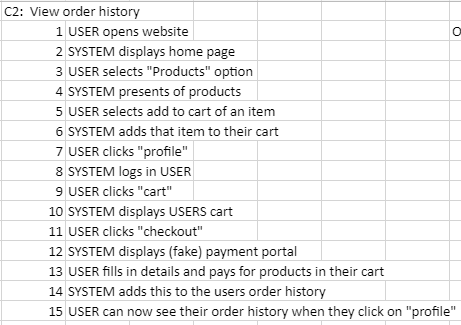 C2:  View order history
1 USER opens website
2 SYSTEM displays home page
3 USER selects "Products" option
4 SYSTEM presents of products
5 USER selects add to cart of an item
6 SYSTEM adds that item to their cart
7 USER clicks "profile"
8 SYSTEM logs in USER
9 USER clicks "cart"
10 SYSTEM displays USERS cart
11 USER clicks "checkout"
12 SYSTEM displays (fake) payment portal
13 USER fills in details and pays for products in their cart
14 SYSTEM adds this to the users order history
15 USER can now see their order history when they click on "profile"